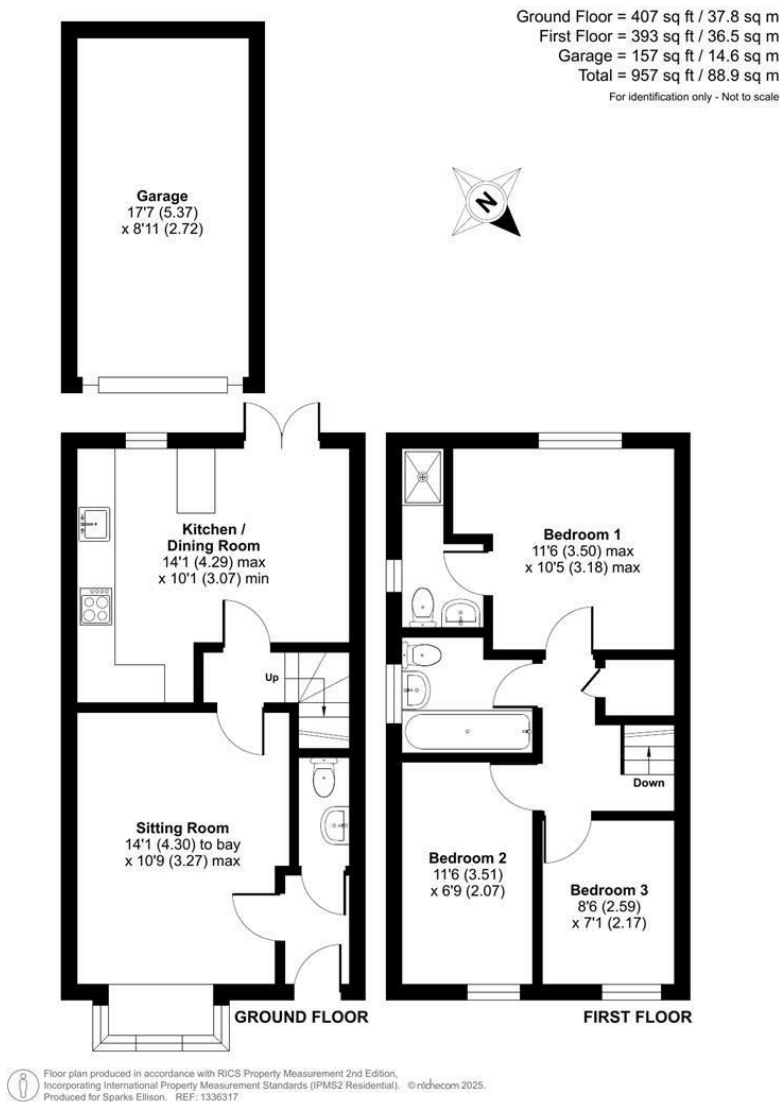 Ground Floor = 407 sq ft / 37.8 sq m
First Floor = 393 sq ft / 36.5 sq m
Garage = 157 sq ft / 14.6 sq m
Total = 957 sq ft / 88.9 sq m
For identification only - Not to scale
N
Garage
17'7 (5.37)
x 8'11 (2.72)
Kitchen /
Dining Room
14'1 (4.29) max
x 10'1 (3.07) min
Up
Sitting Room
14'1 (4.30) to bay
x 10'9 (3.27) max
GROUND FLOOR
Bedroom 1
11'6 (3.50) max
x 10'5 (3.18) max
Down
Bedroom 2
11'6 (3.51)
x 6'9 (2.07)
Bedroom 3
8'6 (2.59)
x 7'1 (2.17)
FIRST FLOOR
Floor plan produced in accordance with RICS Property Measurement 2nd Edition,
Incorporating International Property Measurement Standards (IPMS2 Residential). ©nichecom 2025.
Produced for Sparks Ellison. REF: 1336317